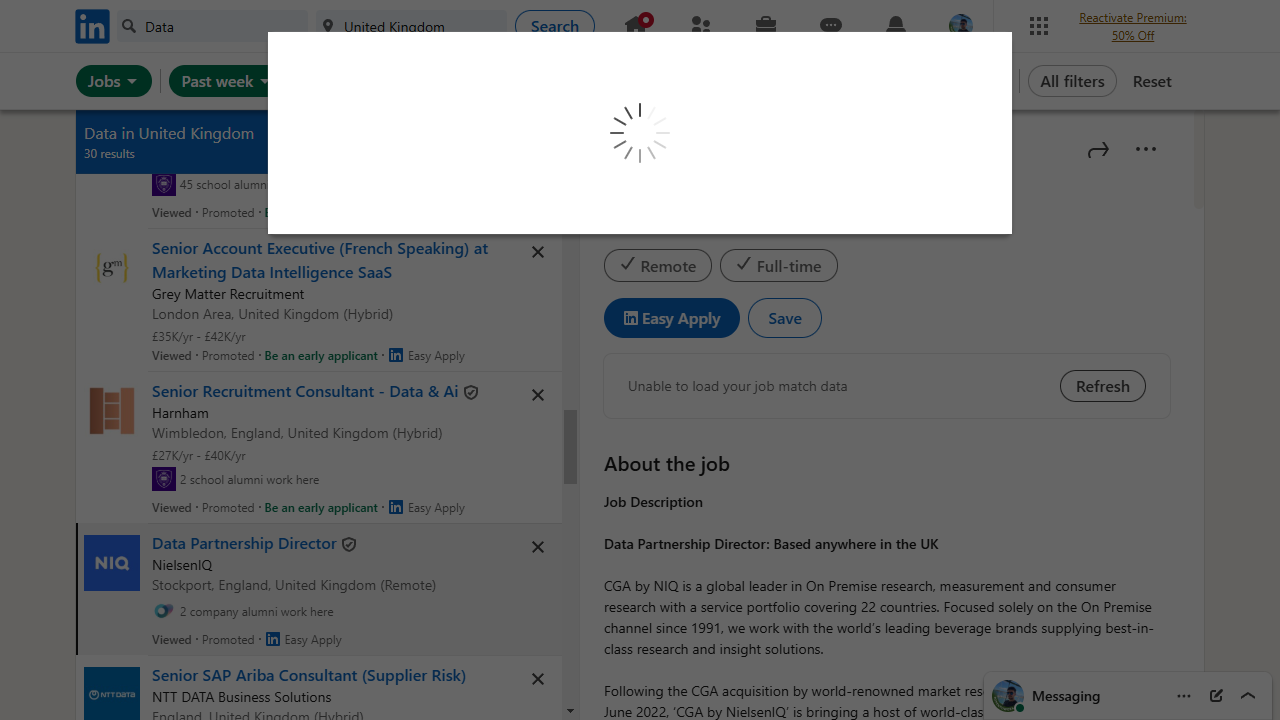 Data
United Kingdom
Search
Reactivate Premium:
50% Off
Jobs
Past week
All filters
Reset
Data in United Kingdom
30 results
45 school alumni
Viewed · Promoted ·
Senior Account Executive (French Speaking) at
Marketing Data Intelligence SaaS
Grey Matter Recruitment
London Area, United Kingdom (Hybrid)
£35K/yr - £42K/yr
Viewed · Promoted · Be an early applicant · in Easy Apply
Senior Recruitment Consultant - Data & Ai
Harnham
Wimbledon, England, United Kingdom (Hybrid)
£27K/yr - £40K/yr
2 school alumni work here
Viewed · Promoted · Be an early applicant · in Easy Apply
NIQ
Data Partnership Director
NielsenIQ
Stockport, England, United Kingdom (Remote)
2 company alumni work here
Viewed · Promoted · in Easy Apply
NTT DATA
Senior SAP Ariba Consultant (Supplier Risk)
NTT DATA Business Solutions
England, United Kingdom (Hybrid)
Remote
Full-time
in Easy Apply
Save
Unable to load your job match data
Refresh
About the job
Job Description
Data Partnership Director: Based anywhere in the UK
CGA by NIQ is a global leader in On Premise research, measurement and consumer
research with a service portfolio covering 22 countries. Focused solely on the On Premise
channel since 1991, we work with the world's leading beverage brands supplying best-in-
class research and insight solutions.
Following the CGA acquisition by world-renowned market
June 2022, 'CGA by NielsenIQ' is bringing a host of world-clas
Messaging
in
{gm}